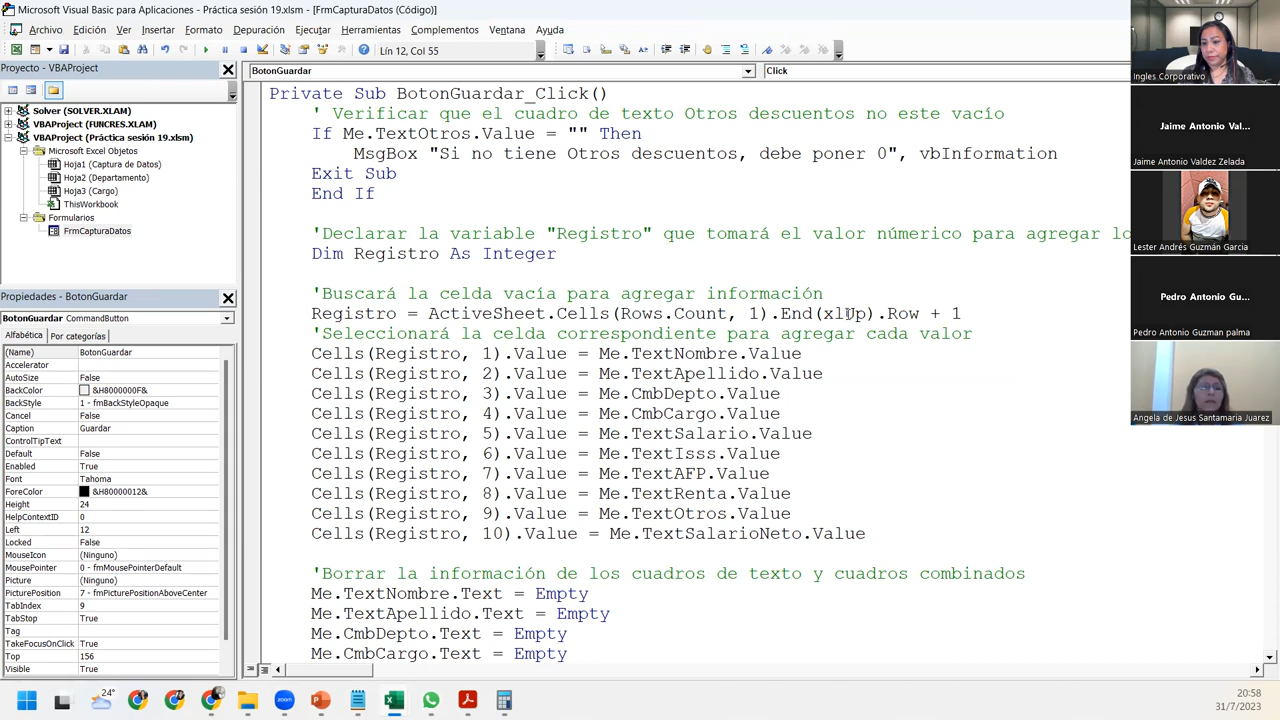 Microsoft Visual Basic para Aplicaciones - Práctica sesión 19.xlsm - [FrmCapturaDatos (Código)]
Archivo Edición Ver Insertar Formato Depuración Ejecutar Herramientas Complementos Ventana Ayuda
Lín 12, Col 55
Proyecto - VBAProject
Solver (SOLVER.XLAM)
VBAProject (FUNCRES.XLAM)
VBAProject (Práctica sesión 19.xlsm)
Microsoft Excel Objetos
Hoja1 (Captura de Datos)
Hoja2 (Departamento)
Hoja3 (Cargo)
ThisWorkbook
Formularios
FrmCapturaDatos
Propiedades - BotonGuardar
BotonGuardar CommandButton
Alfabética Por categorías
(Name) BotonGuardar
Accelerator
AutoSize False
BackColor &H8000000F&
BackStyle 1 - fmBackStyleOpaque
Cancel False
Caption Guardar
ControlTipText
Default False
Enabled True
Font Tahoma
ForeColor &H80000012&
Height 24
HelpContextID 0
Left 12
Locked False
MouseIcon (Ninguno)
MousePointer 0 - fmMousePointerDefault
Picture (Ninguno)
PicturePosition 7 - fmPicturePositionAboveCenter
TabIndex 9
TabStop True
Tag
TakeFocusOnClick True
Top 156
Visible True
BotonGuardar Click
Private Sub BotonGuardar_Click()
' Verificar que el cuadro de texto Otros descuentos no este vacío
If Me.TextOtros.Value = "" Then
MsgBox "Si no tiene Otros descuentos, debe poner 0", vbInformation
Exit Sub
End If
'Declarar la variable "Registro" que tomará el valor númerico para agregar lo
Dim Registro As Integer
'Buscará la celda vacía para agregar información
Registro = ActiveSheet.Cells(Rows.Count, 1).End(xlUp).Row + 1
'Seleccionará la celda correspondiente para agregar cada valor
Cells(Registro, 1).Value = Me.TextNombre.Value
Cells(Registro, 2).Value = Me.TextApellido.Value
Cells(Registro, 3).Value = Me.CmbDepto.Value
Cells(Registro, 4).Value = Me.CmbCargo.Value
Cells(Registro, 5).Value = Me.TextSalario.Value
Cells(Registro, 6).Value = Me.TextIsss.Value
Cells(Registro, 7).Value = Me.TextAFP.Value
Cells(Registro, 8).Value = Me.TextRenta.Value
Cells(Registro, 9).Value = Me.TextOtros.Value
Cells(Registro, 10).Value = Me.TextSalarioNeto.Value
'Borrar la información de los cuadros de texto y cuadros combinados
Me.TextNombre.Text = Empty
Me.TextApellido.Text = Empty
Me.CmbDepto.Text = Empty
Me.CmbCargo.Text = Empty
Ingles Corporativo
Jaime Antonio Val...
Jaime Antonio Valdez Zelada
Lester Andrés Guzmán Garcia
Pedro Antonio Gu...
Pedro Antonio Guzman palma
Angela de Jesus Santamaria Juarez
24°
zoom
20:58
31/7/2023